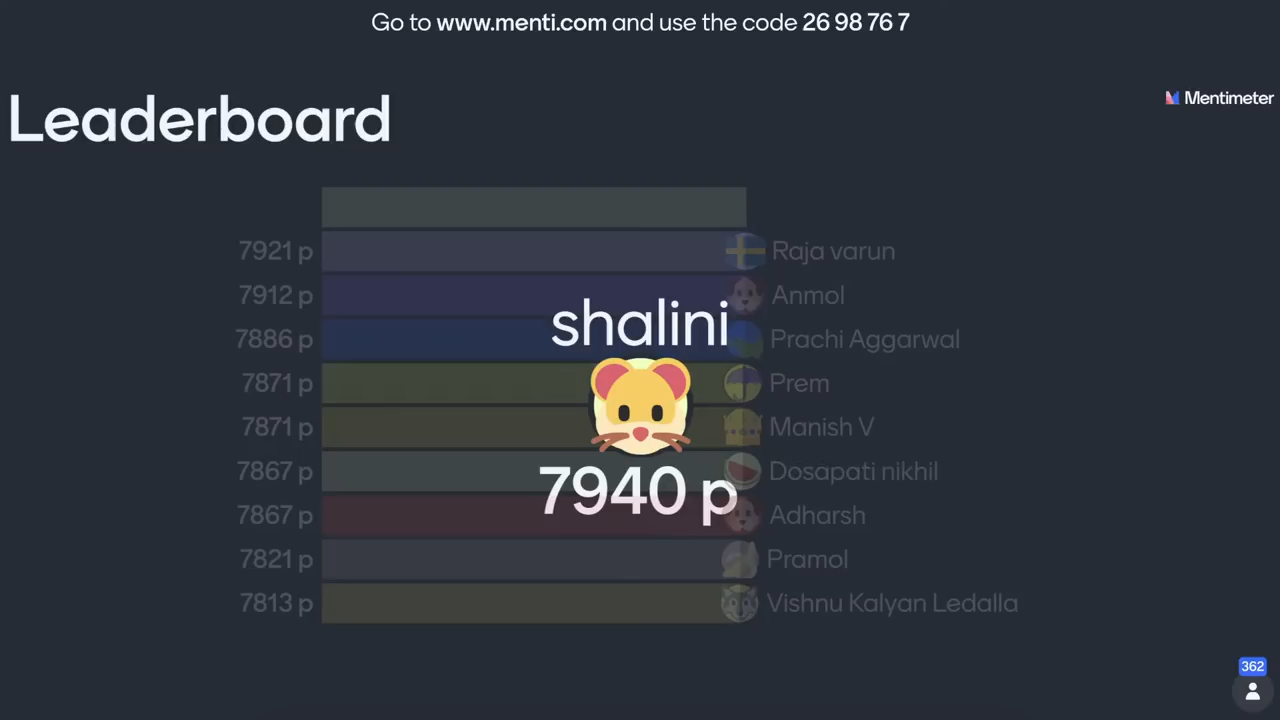 Go to www.menti.com and use the code 26 98 76 7
Mentimeter
Leaderboard
7921 p Raja varun
7912 p Anmol
shalini
7886 p Prachi Aggarwal
7871 p Prem
7871 p Manish V
7867 p Dosapati nikhil
7940 p
7867 p Adharsh
7821 p Pramol
7813 p Vishnu Kalyan Ledalla
362